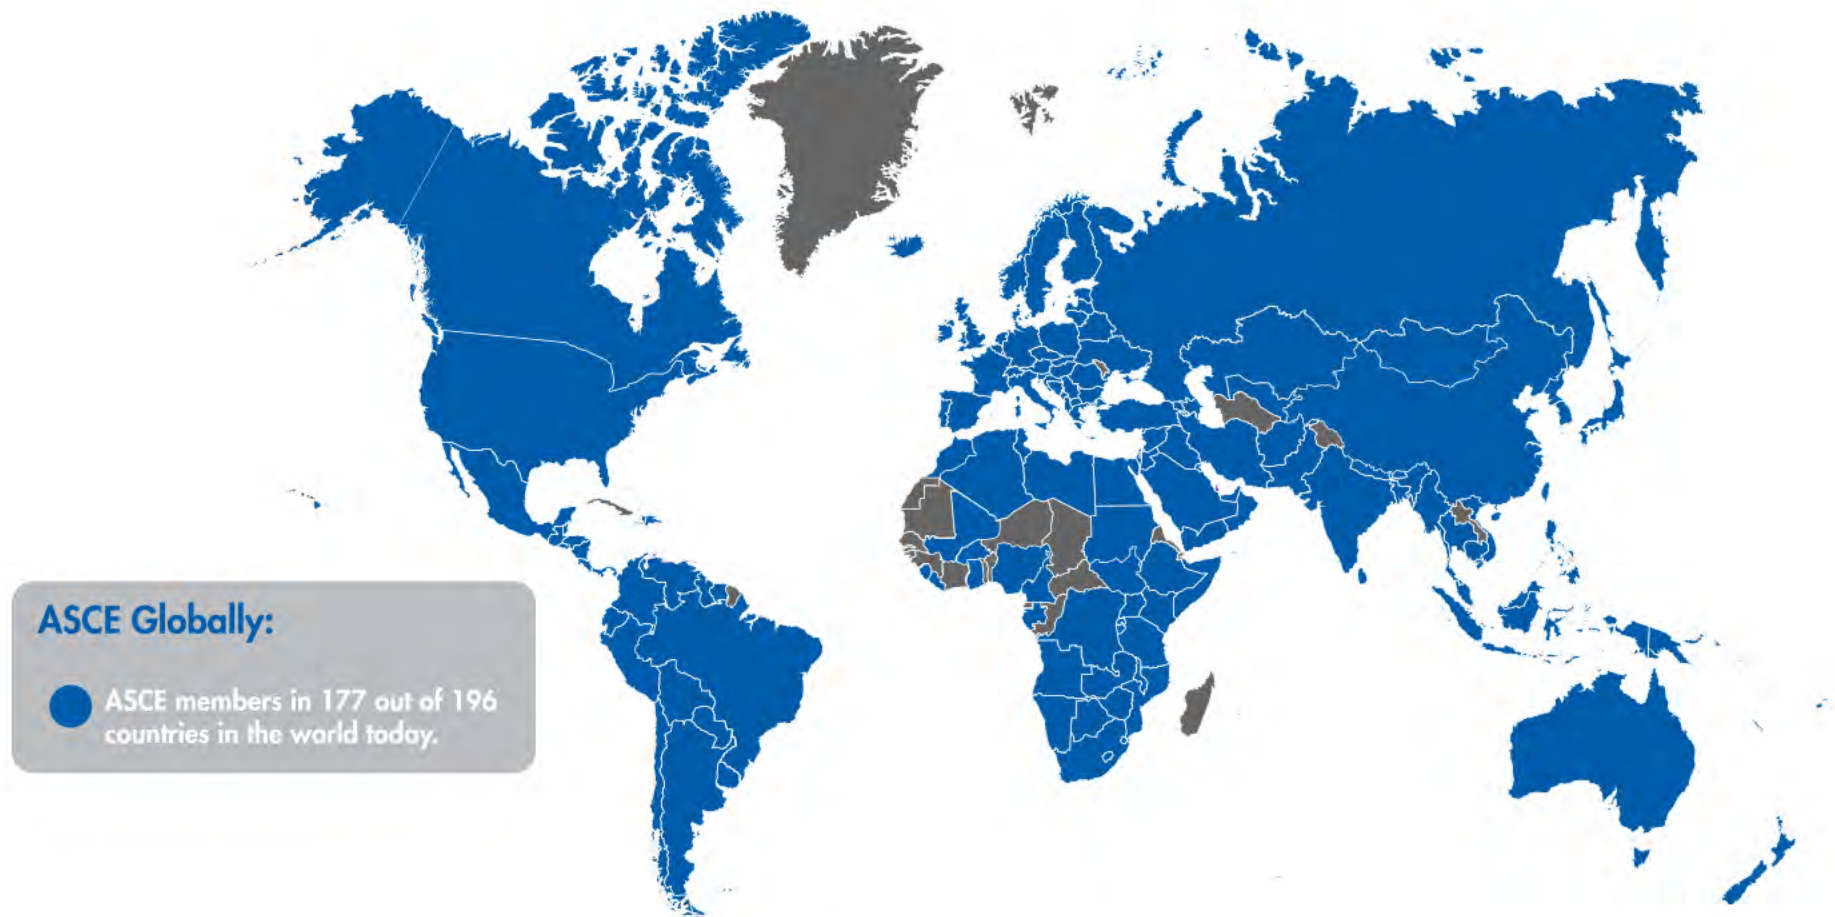 ASCE Globally:
ASCE members in 177 out of 196
countries in the world today.